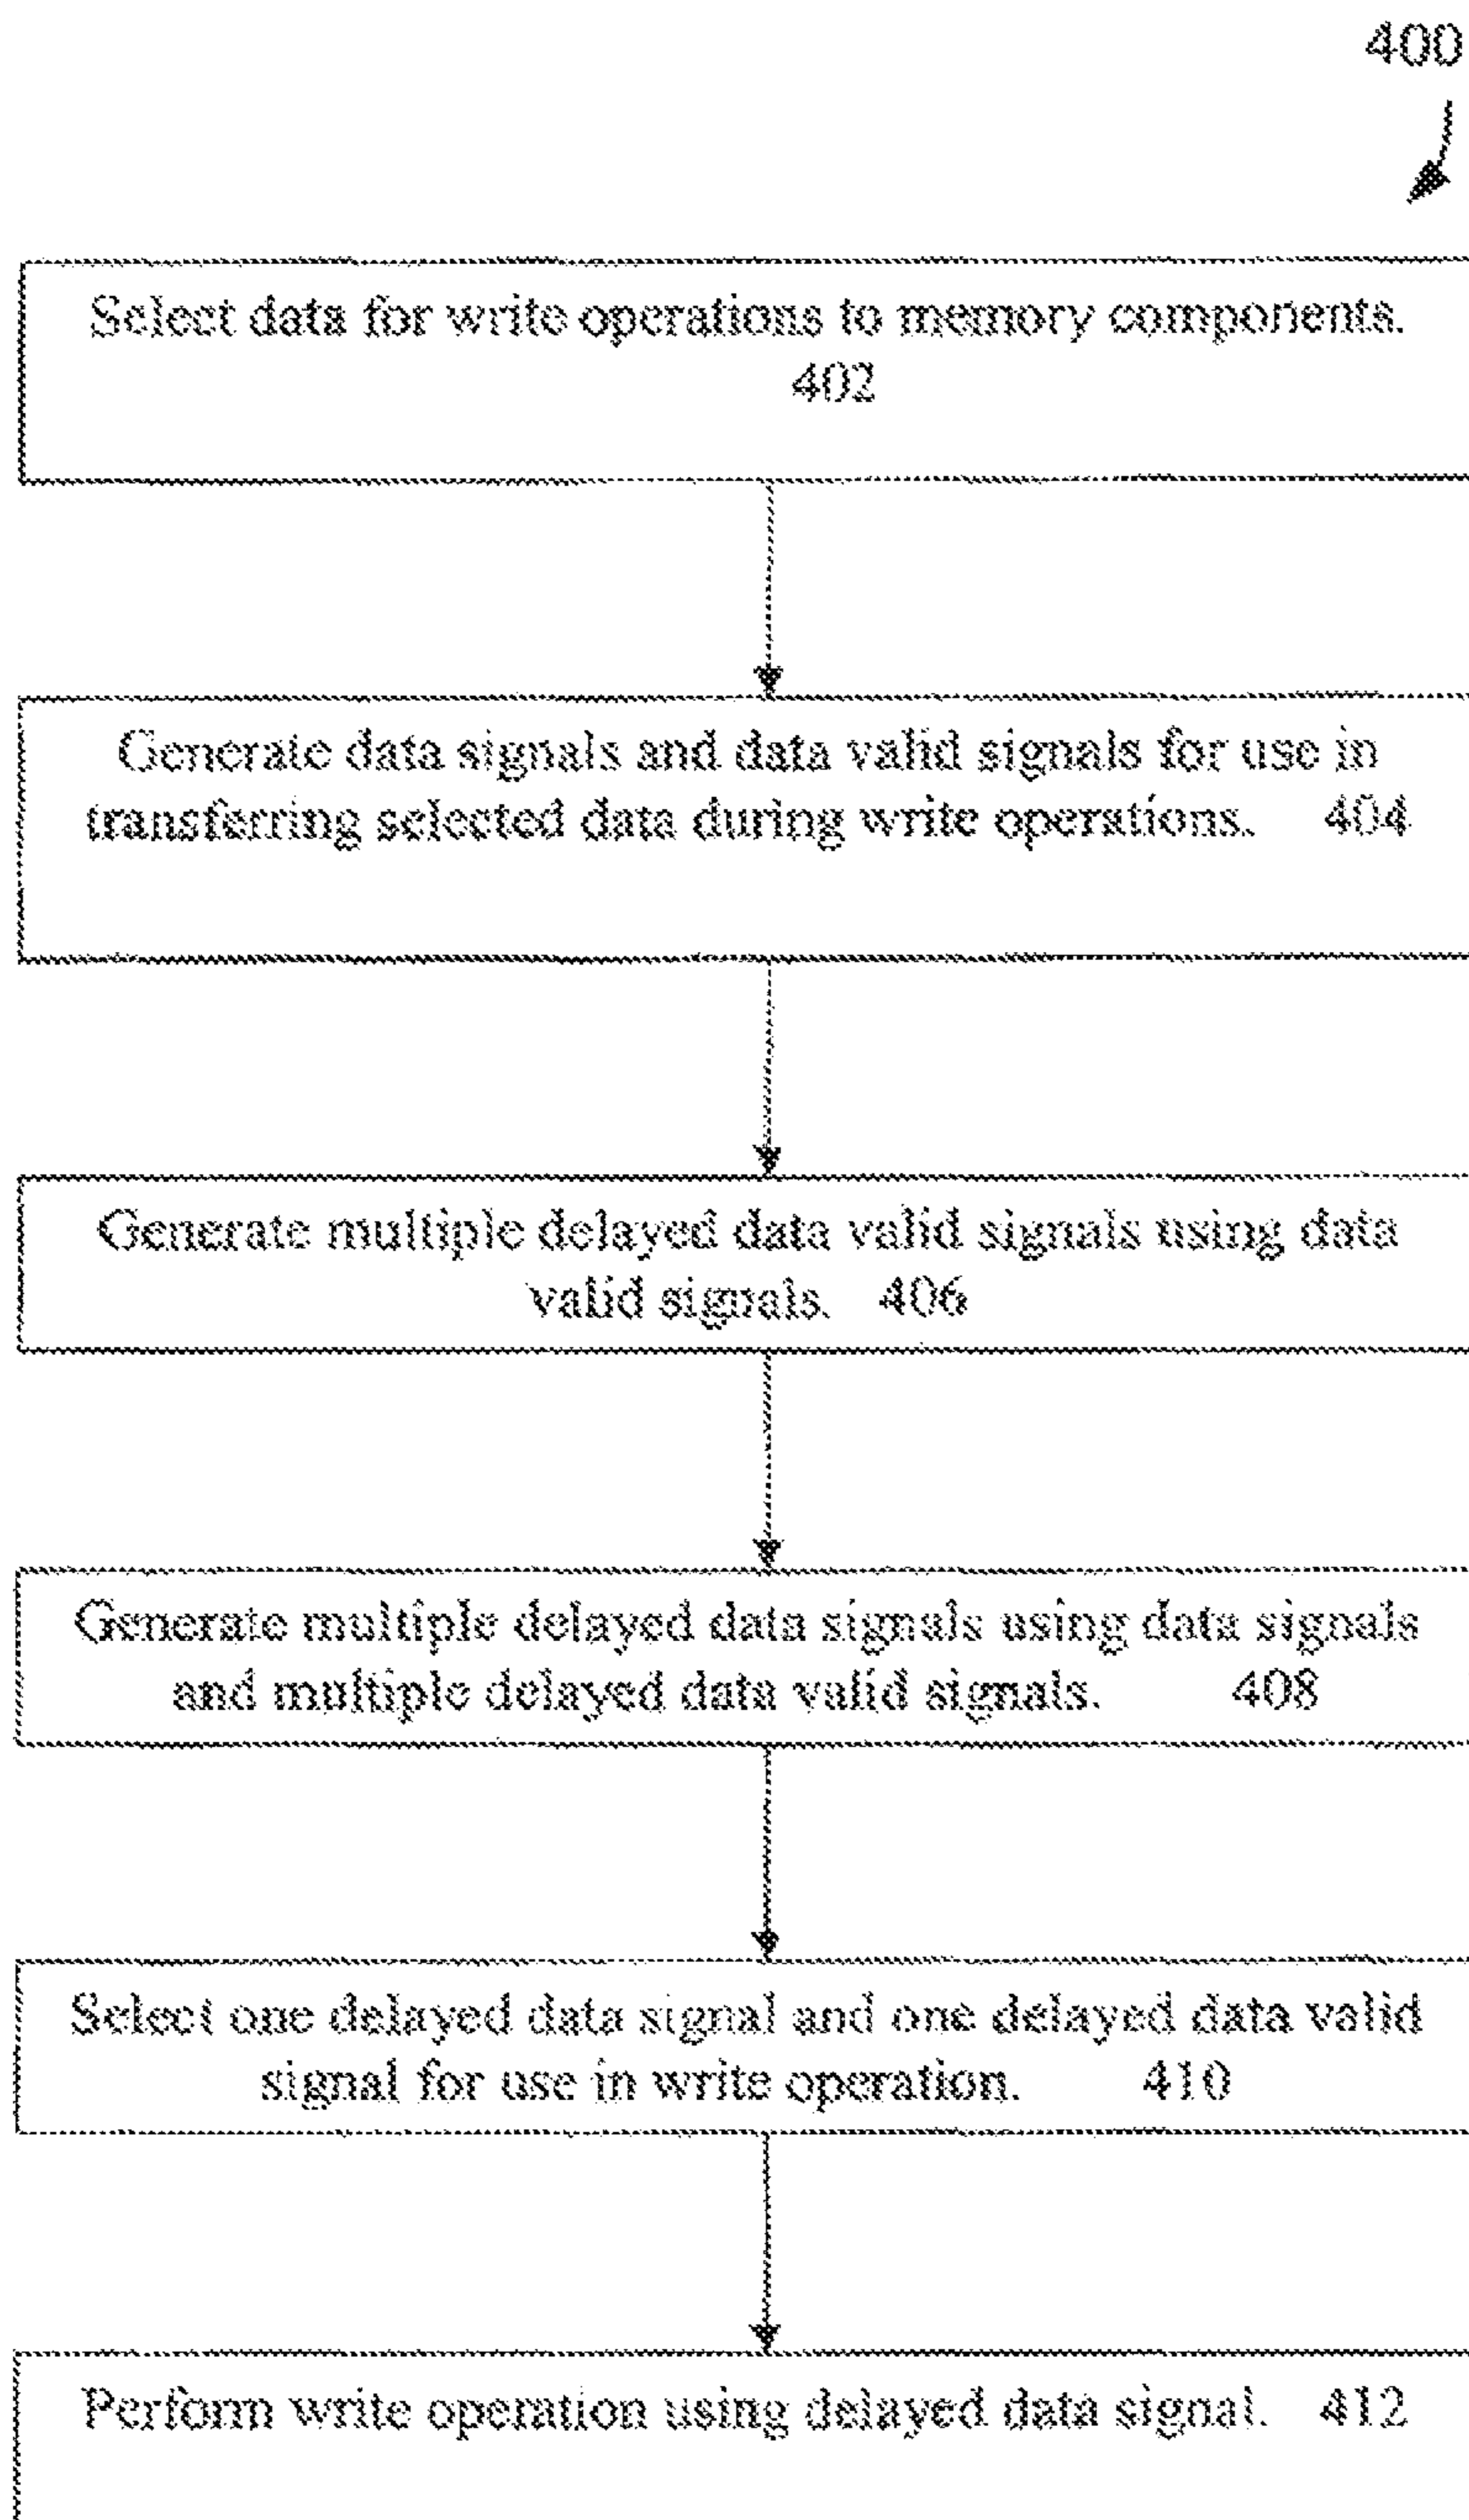 400
Select data for write operations to memory components.
402
Generate data signals and data valid signals for use in
transferring selected data during write operations. 404
Generate multiple delayed data valid signals using data
valid signals. 406
Generate multiple delayed data signals using data signals
and multiple delayed data valid signals. 408
Select one delayed data signal and one delayed data valid
signal for use in write operation. 410
Perform write operation using delayed data signal. 412